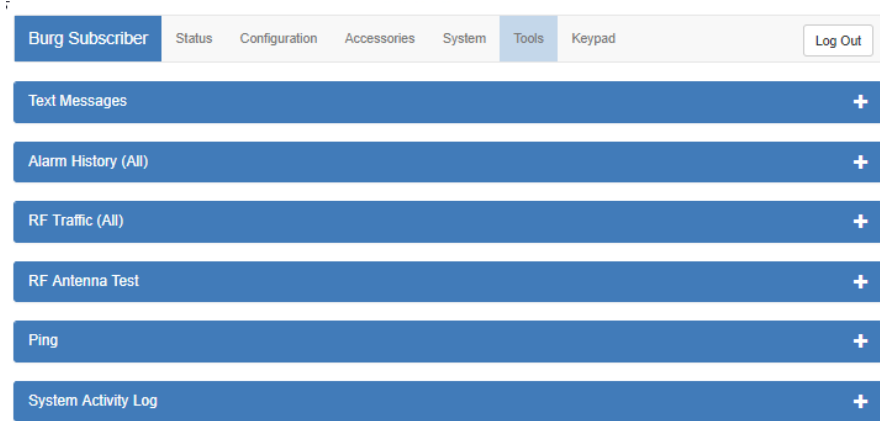 Burg Subscriber Status Configuration Accessories System Tools Keypad Log Out
Text Messages
Alarm History (All)
RF Traffic (All)
RF Antenna Test
Ping
System Activity Log